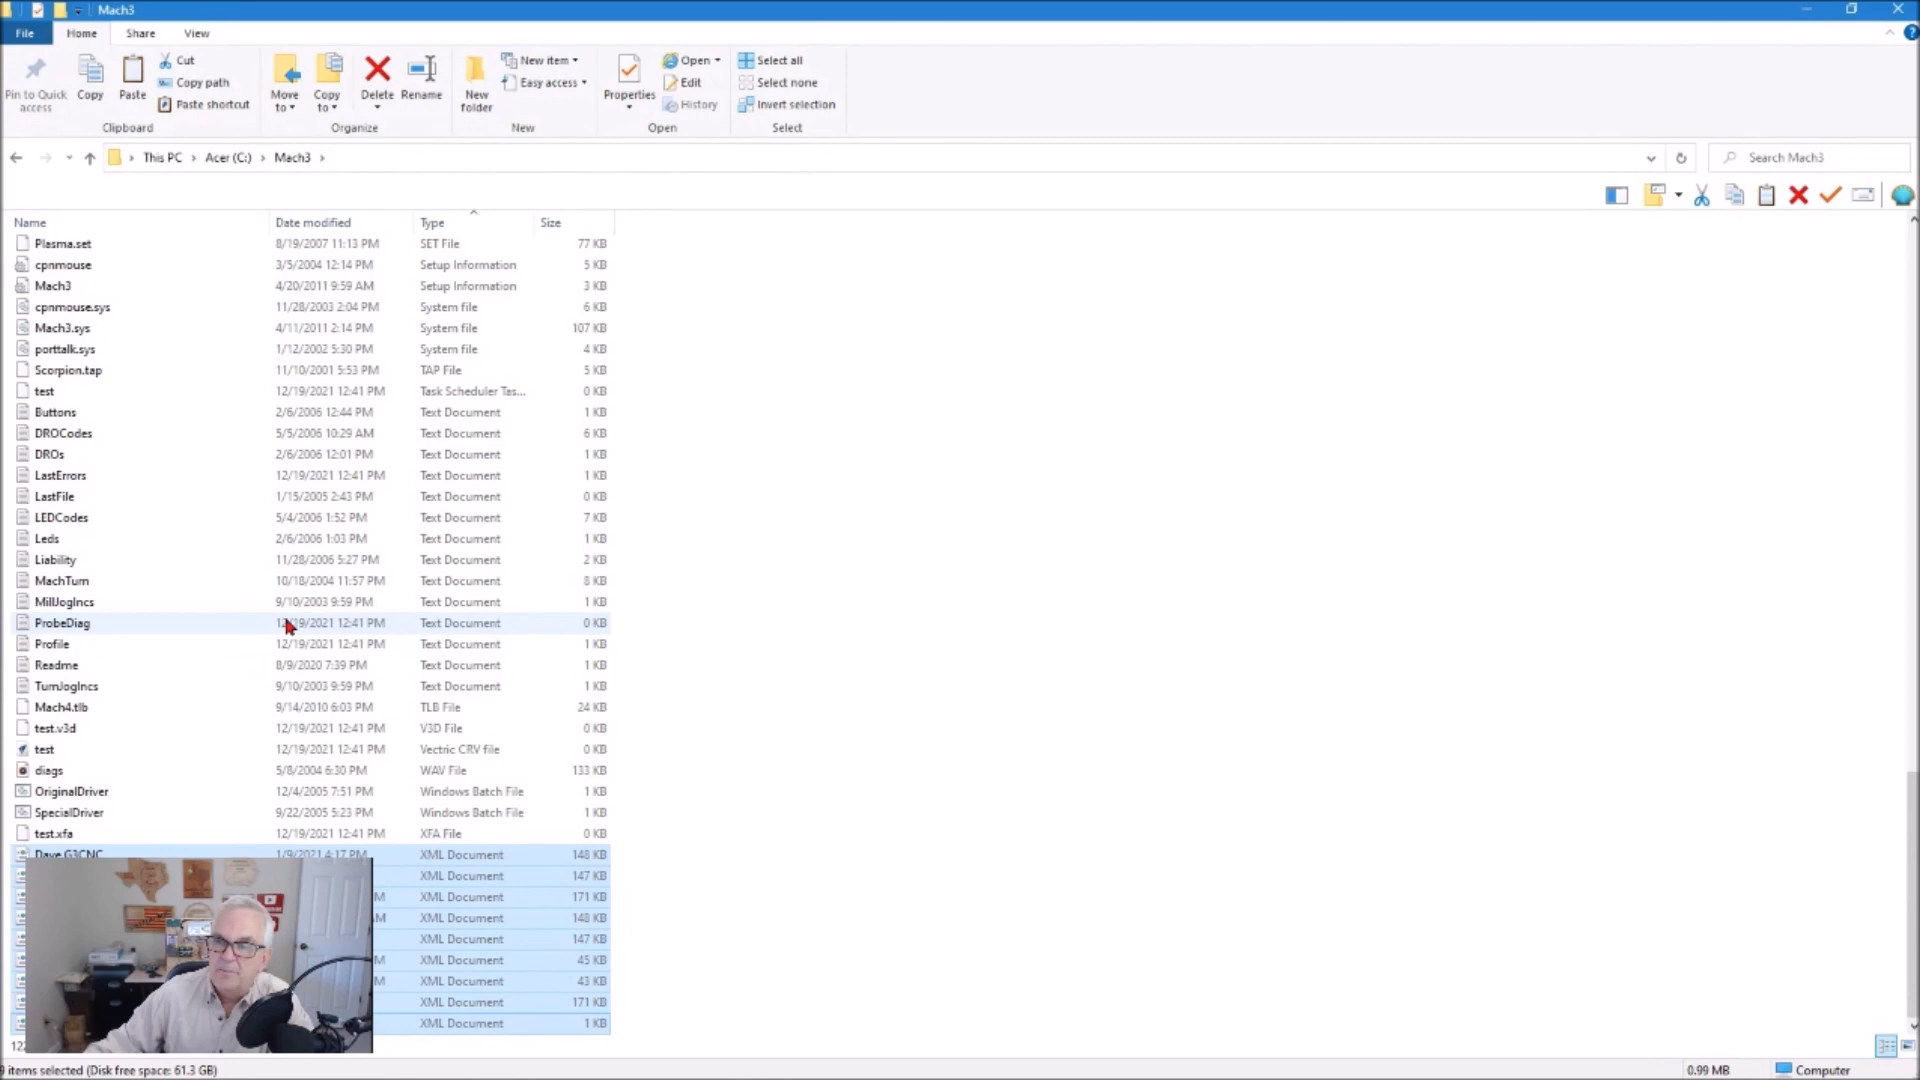 Mach3
File Home Share View
Pin to Quick access
Copy
Paste
Cut
Copy path
Paste shortcut
Clipboard
Move to
Copy to
Delete
Rename
Organize
New folder
New item
Easy access
New
Properties
Open
Edit
History
Open
Select all
Select none
Invert selection
Select
This PC › Acer (C:) › Mach3 ›
Search Mach3
Name Date modified Type Size
Plasma.set 8/19/2007 11:13 PM SET File 77 KB
cpnmouse 3/5/2004 12:14 PM Setup Information 5 KB
Mach3 4/20/2011 9:59 AM Setup Information 3 KB
cpnmouse.sys 11/28/2003 2:04 PM System file 6 KB
Mach3.sys 4/11/2011 2:14 PM System file 107 KB
porttalk.sys 1/12/2002 5:30 PM System file 4 KB
Scorpion.tap 11/10/2001 5:53 PM TAP File 5 KB
test 12/19/2021 12:41 PM Task Scheduler Tas... 0 KB
Buttons 2/6/2006 12:44 PM Text Document 1 KB
DROCodes 5/5/2006 10:29 AM Text Document 6 KB
DROs 2/6/2006 12:01 PM Text Document 1 KB
LastErrors 12/19/2021 12:41 PM Text Document 1 KB
LastFile 1/15/2005 2:43 PM Text Document 0 KB
LEDCodes 5/4/2006 1:52 PM Text Document 7 KB
Leds 2/6/2006 1:03 PM Text Document 1 KB
Liability 11/28/2006 5:27 PM Text Document 2 KB
MachTurn 10/18/2004 11:57 PM Text Document 8 KB
MillJogIncs 9/10/2003 9:59 PM Text Document 1 KB
ProbeDiag 12/19/2021 12:41 PM Text Document 0 KB
Profile 12/19/2021 12:41 PM Text Document 1 KB
Readme 8/9/2020 7:39 PM Text Document 1 KB
TurnJogIncs 9/10/2003 9:59 PM Text Document 1 KB
Mach4.tlb 9/14/2010 6:03 PM TLB File 24 KB
test.v3d 12/19/2021 12:41 PM V3D File 0 KB
test 12/19/2021 12:41 PM Vectric CRV file 0 KB
diags 5/8/2004 6:30 PM WAV File 133 KB
OriginalDriver 12/4/2005 7:51 PM Windows Batch File 1 KB
SpecialDriver 9/22/2005 5:23 PM Windows Batch File 1 KB
test.xfa 12/19/2021 12:41 PM XFA File 0 KB
Dave G3CNC 1/9/2021 4:17 PM XML Document 148 KB
XML Document 147 KB
M XML Document 171 KB
AM XML Document 148 KB
XML Document 147 KB
M XML Document 45 KB
M XML Document 43 KB
XML Document 171 KB
XML Document 1 KB
9 items selected (Disk free space: 61.3 GB) 0.99 MB Computer